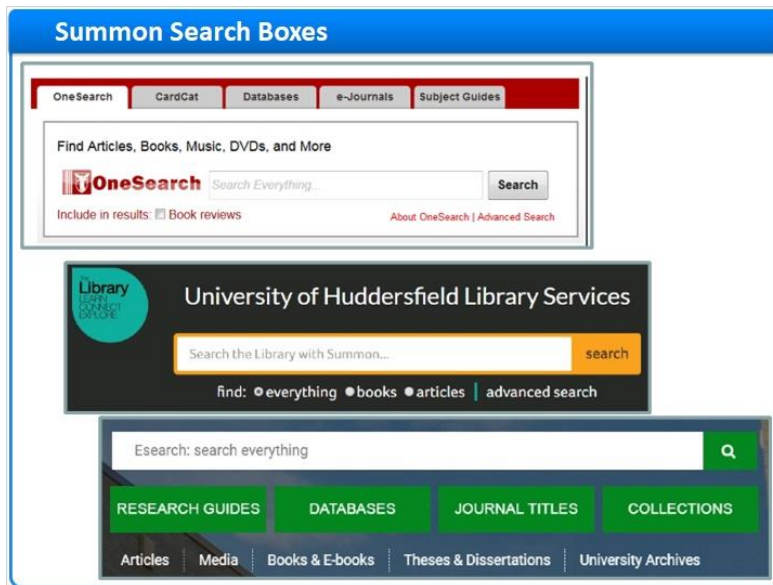 Summon Search Boxes
OneSearch CardCat Databases e-Journals Subject Guides
Find Articles, Books, Music, DVDs, and More
OneSearch Search Everything... Search
Include in results: Book reviews About OneSearch | Advanced Search
The
Library
LEARN
CONNECT
EXPLORE
University of Huddersfield Library Services
Search the Library with Summon... search
find: everything books articles | advanced search
Esearch: search everything
RESEARCH GUIDES DATABASES JOURNAL TITLES COLLECTIONS
Articles Media Books & E-books Theses & Dissertations University Archives